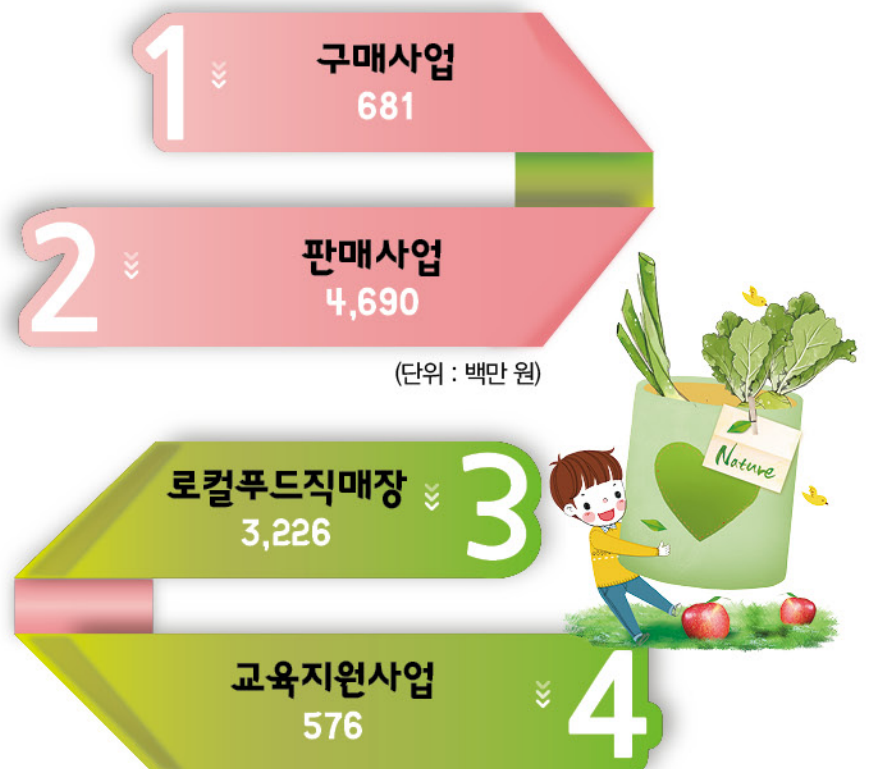 1
구매사업
681
2
판매사업
4,690
(단위 : 백만 원)
Nature
로컬푸드직매장
3,226
3
교육지원사업
576
4